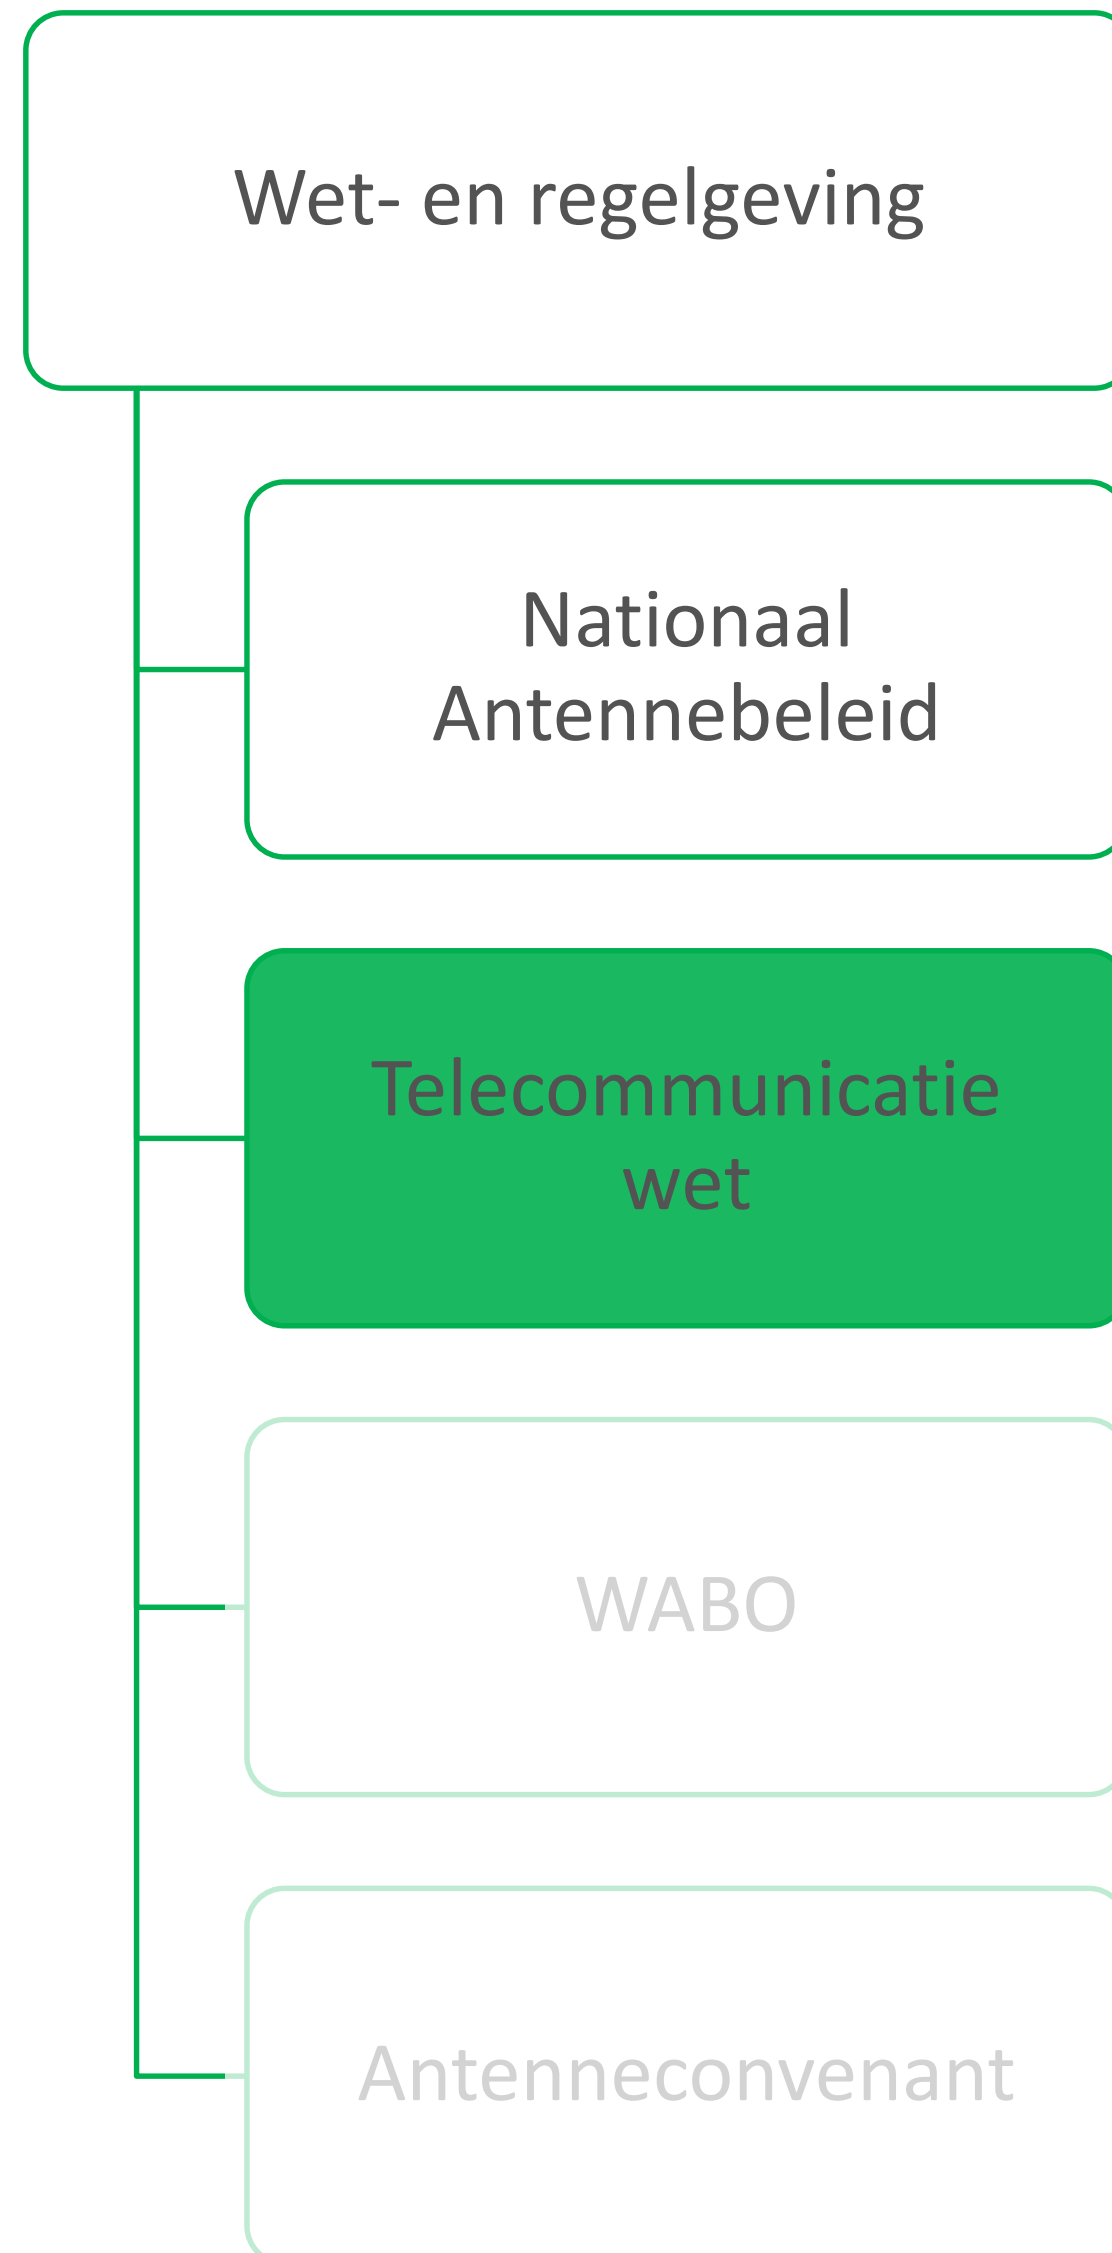 Wet- en regelgeving
Nationaal
Antennebeleid
Telecommunicatie
wet
WABO
Antenneconvenant